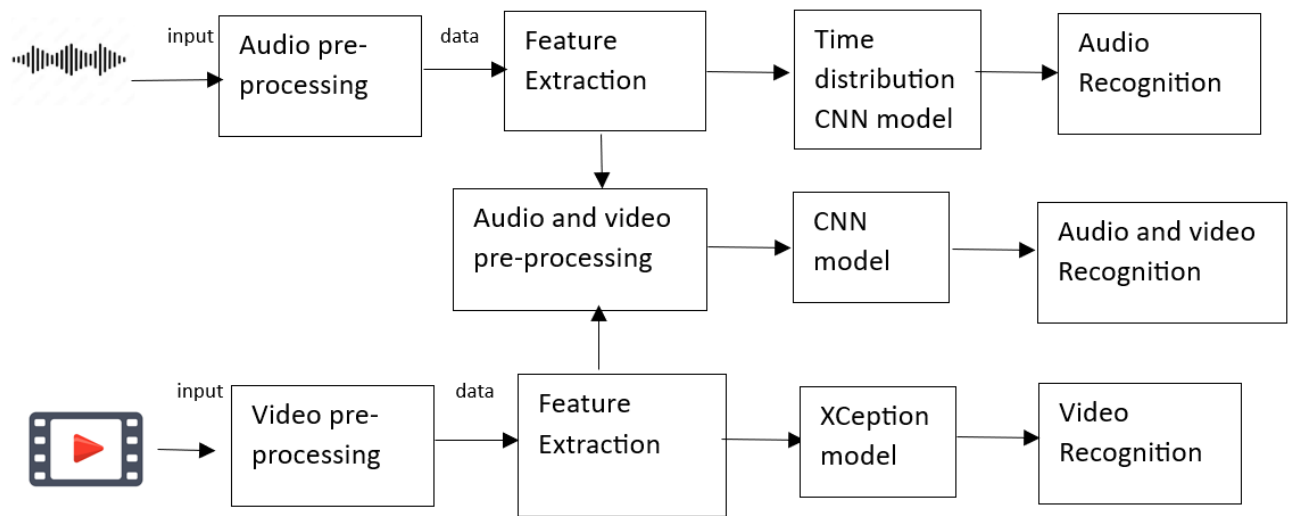 input
Audio pre-
processing
data
Feature
Extraction
Time
distribution
CNN model
Audio
Recognition
Audio and video
pre-processing
CNN
model
Audio and video
Recognition
input
Video pre-
processing
data
Feature
Extraction
XCeption
model
Video
Recognition